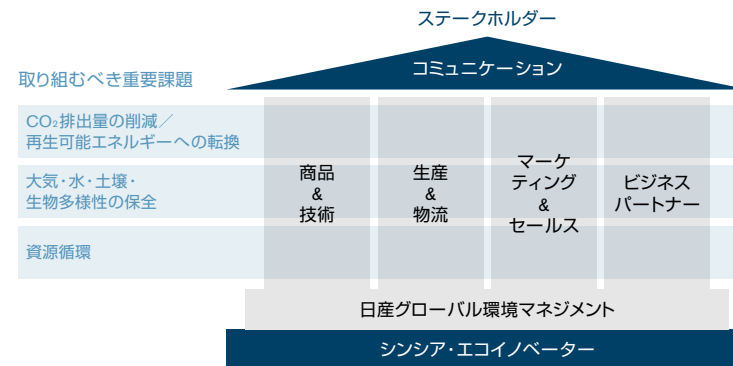 ステークホルダー
コミュニケーション
取り組むべき重要課題
CO₂排出量の削減／
再生可能エネルギーへの転換
大気・水・土壌・
生物多様性の保全
資源循環
商品
&
技術
生産
&
物流
マーケ
ティング
&
セールス
ビジネス
パートナー
日産グローバル環境マネジメント
シンシア・エコイノベーター